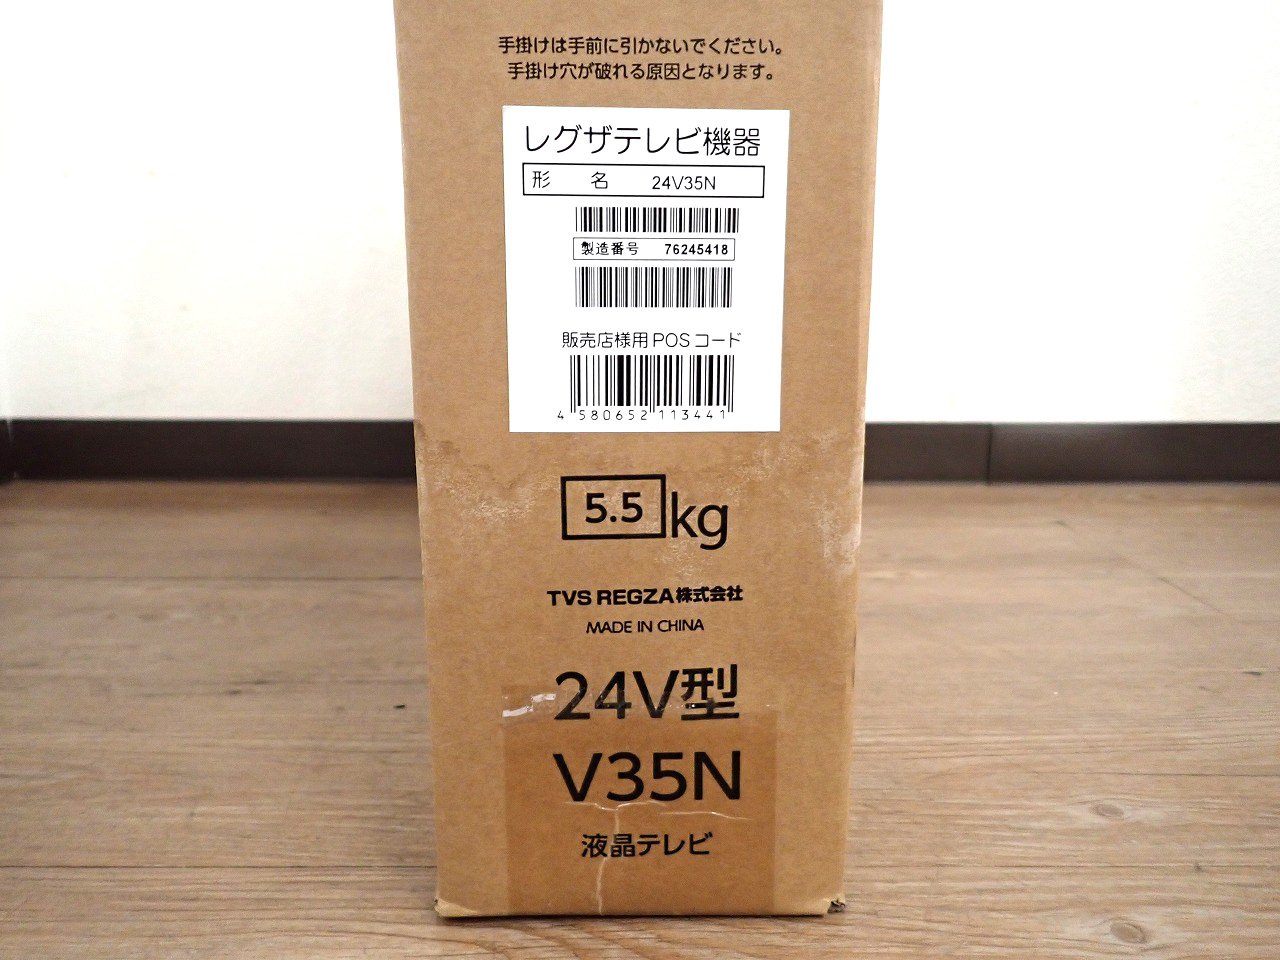 手掛けは手前に引かないでください。
手掛け穴が破れる原因となります。
レグザテレビ機器
形 名 24V35N
製造番号 76245418
販売店様用POSコード
4 580652 113441
5.5 kg
TVS REGZA株式会社
MADE IN CHINA
24V型
V35N
液晶テレビ